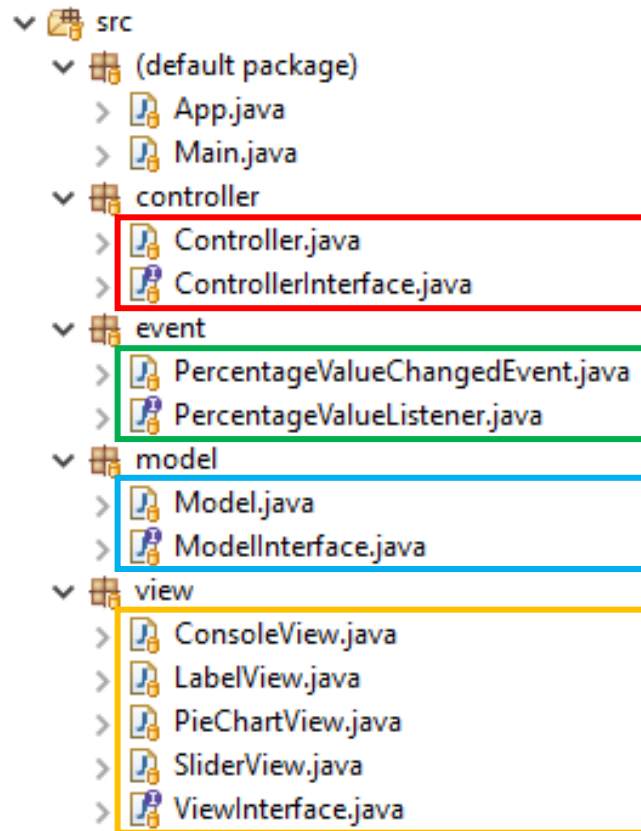 src
(default package)
App.java
Main.java
controller
Controller.java
ControllerInterface.java
event
PercentageValueChangedEvent.java
PercentageValueListener.java
model
Model.java
ModelInterface.java
view
ConsoleView.java
LabelView.java
PieChartView.java
SliderView.java
ViewInterface.java